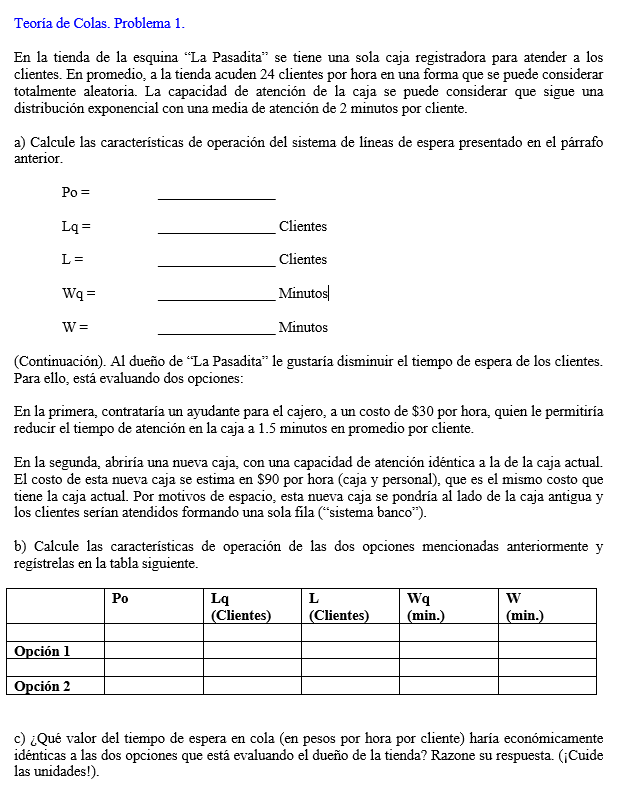 Teoría de Colas. Problema 1.
En la tienda de la esquina “La Pasadita” se tiene una sola caja registradora para atender a los
clientes. En promedio, a la tienda acuden 24 clientes por hora en una forma que se puede considerar
totalmente aleatoria. La capacidad de atención de la caja se puede considerar que sigue una
distribución exponencial con una media de atención de 2 minutos por cliente.
a) Calcule las características de operación del sistema de líneas de espera presentado en el párrafo
anterior.
Po = ________________
Lq = ________________ Clientes
L = ________________ Clientes
Wq = ________________ Minutos
W = ________________ Minutos
(Continuación). Al dueño de “La Pasadita” le gustaría disminuir el tiempo de espera de los clientes.
Para ello, está evaluando dos opciones:
En la primera, contrataría un ayudante para el cajero, a un costo de $30 por hora, quien le permitiría
reducir el tiempo de atención en la caja a 1.5 minutos en promedio por cliente.
En la segunda, abriría una nueva caja, con una capacidad de atención idéntica a la de la caja actual.
El costo de esta nueva caja se estima en $90 por hora (caja y personal), que es el mismo costo que
tiene la caja actual. Por motivos de espacio, esta nueva caja se pondría al lado de la caja antigua y
los clientes serían atendidos formando una sola fila (“sistema banco”).
b) Calcule las características de operación de las dos opciones mencionadas anteriormente y
regístrelas en la tabla siguiente.
Po Lq L Wq W
(Clientes) (Clientes) (min.) (min.)
Opción 1
Opción 2
c) ¿Qué valor del tiempo de espera en cola (en pesos por hora por cliente) haría económicamente
idénticas a las dos opciones que está evaluando el dueño de la tienda? Razone su respuesta. (¡Cuide
las unidades!).